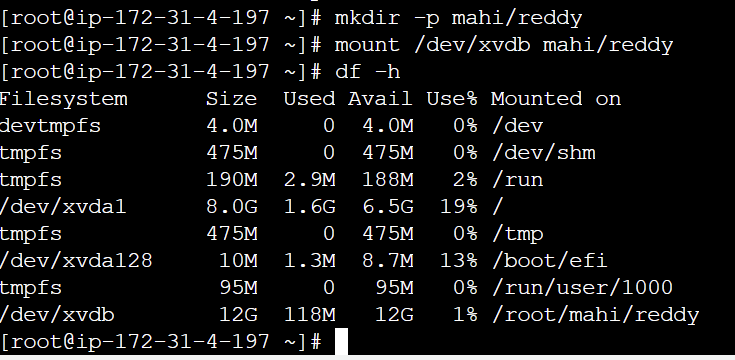 [root@ip-172-31-4-197 ~]# mkdir -p mahi/reddy
[root@ip-172-31-4-197 ~]# mount /dev/xvdb mahi/reddy
[root@ip-172-31-4-197 ~]# df -h
Filesystem      Size  Used Avail Use% Mounted on
devtmpfs        4.0M     0  4.0M   0% /dev
tmpfs           475M     0  475M   0% /dev/shm
tmpfs           190M  2.9M  188M   2% /run
/dev/xvda1      8.0G  1.6G  6.5G  19% /
tmpfs           475M     0  475M   0% /tmp
/dev/xvda128     10M  1.3M  8.7M  13% /boot/efi
tmpfs            95M     0   95M   0% /run/user/1000
/dev/xvdb        12G  118M   12G   1% /root/mahi/reddy
[root@ip-172-31-4-197 ~]#